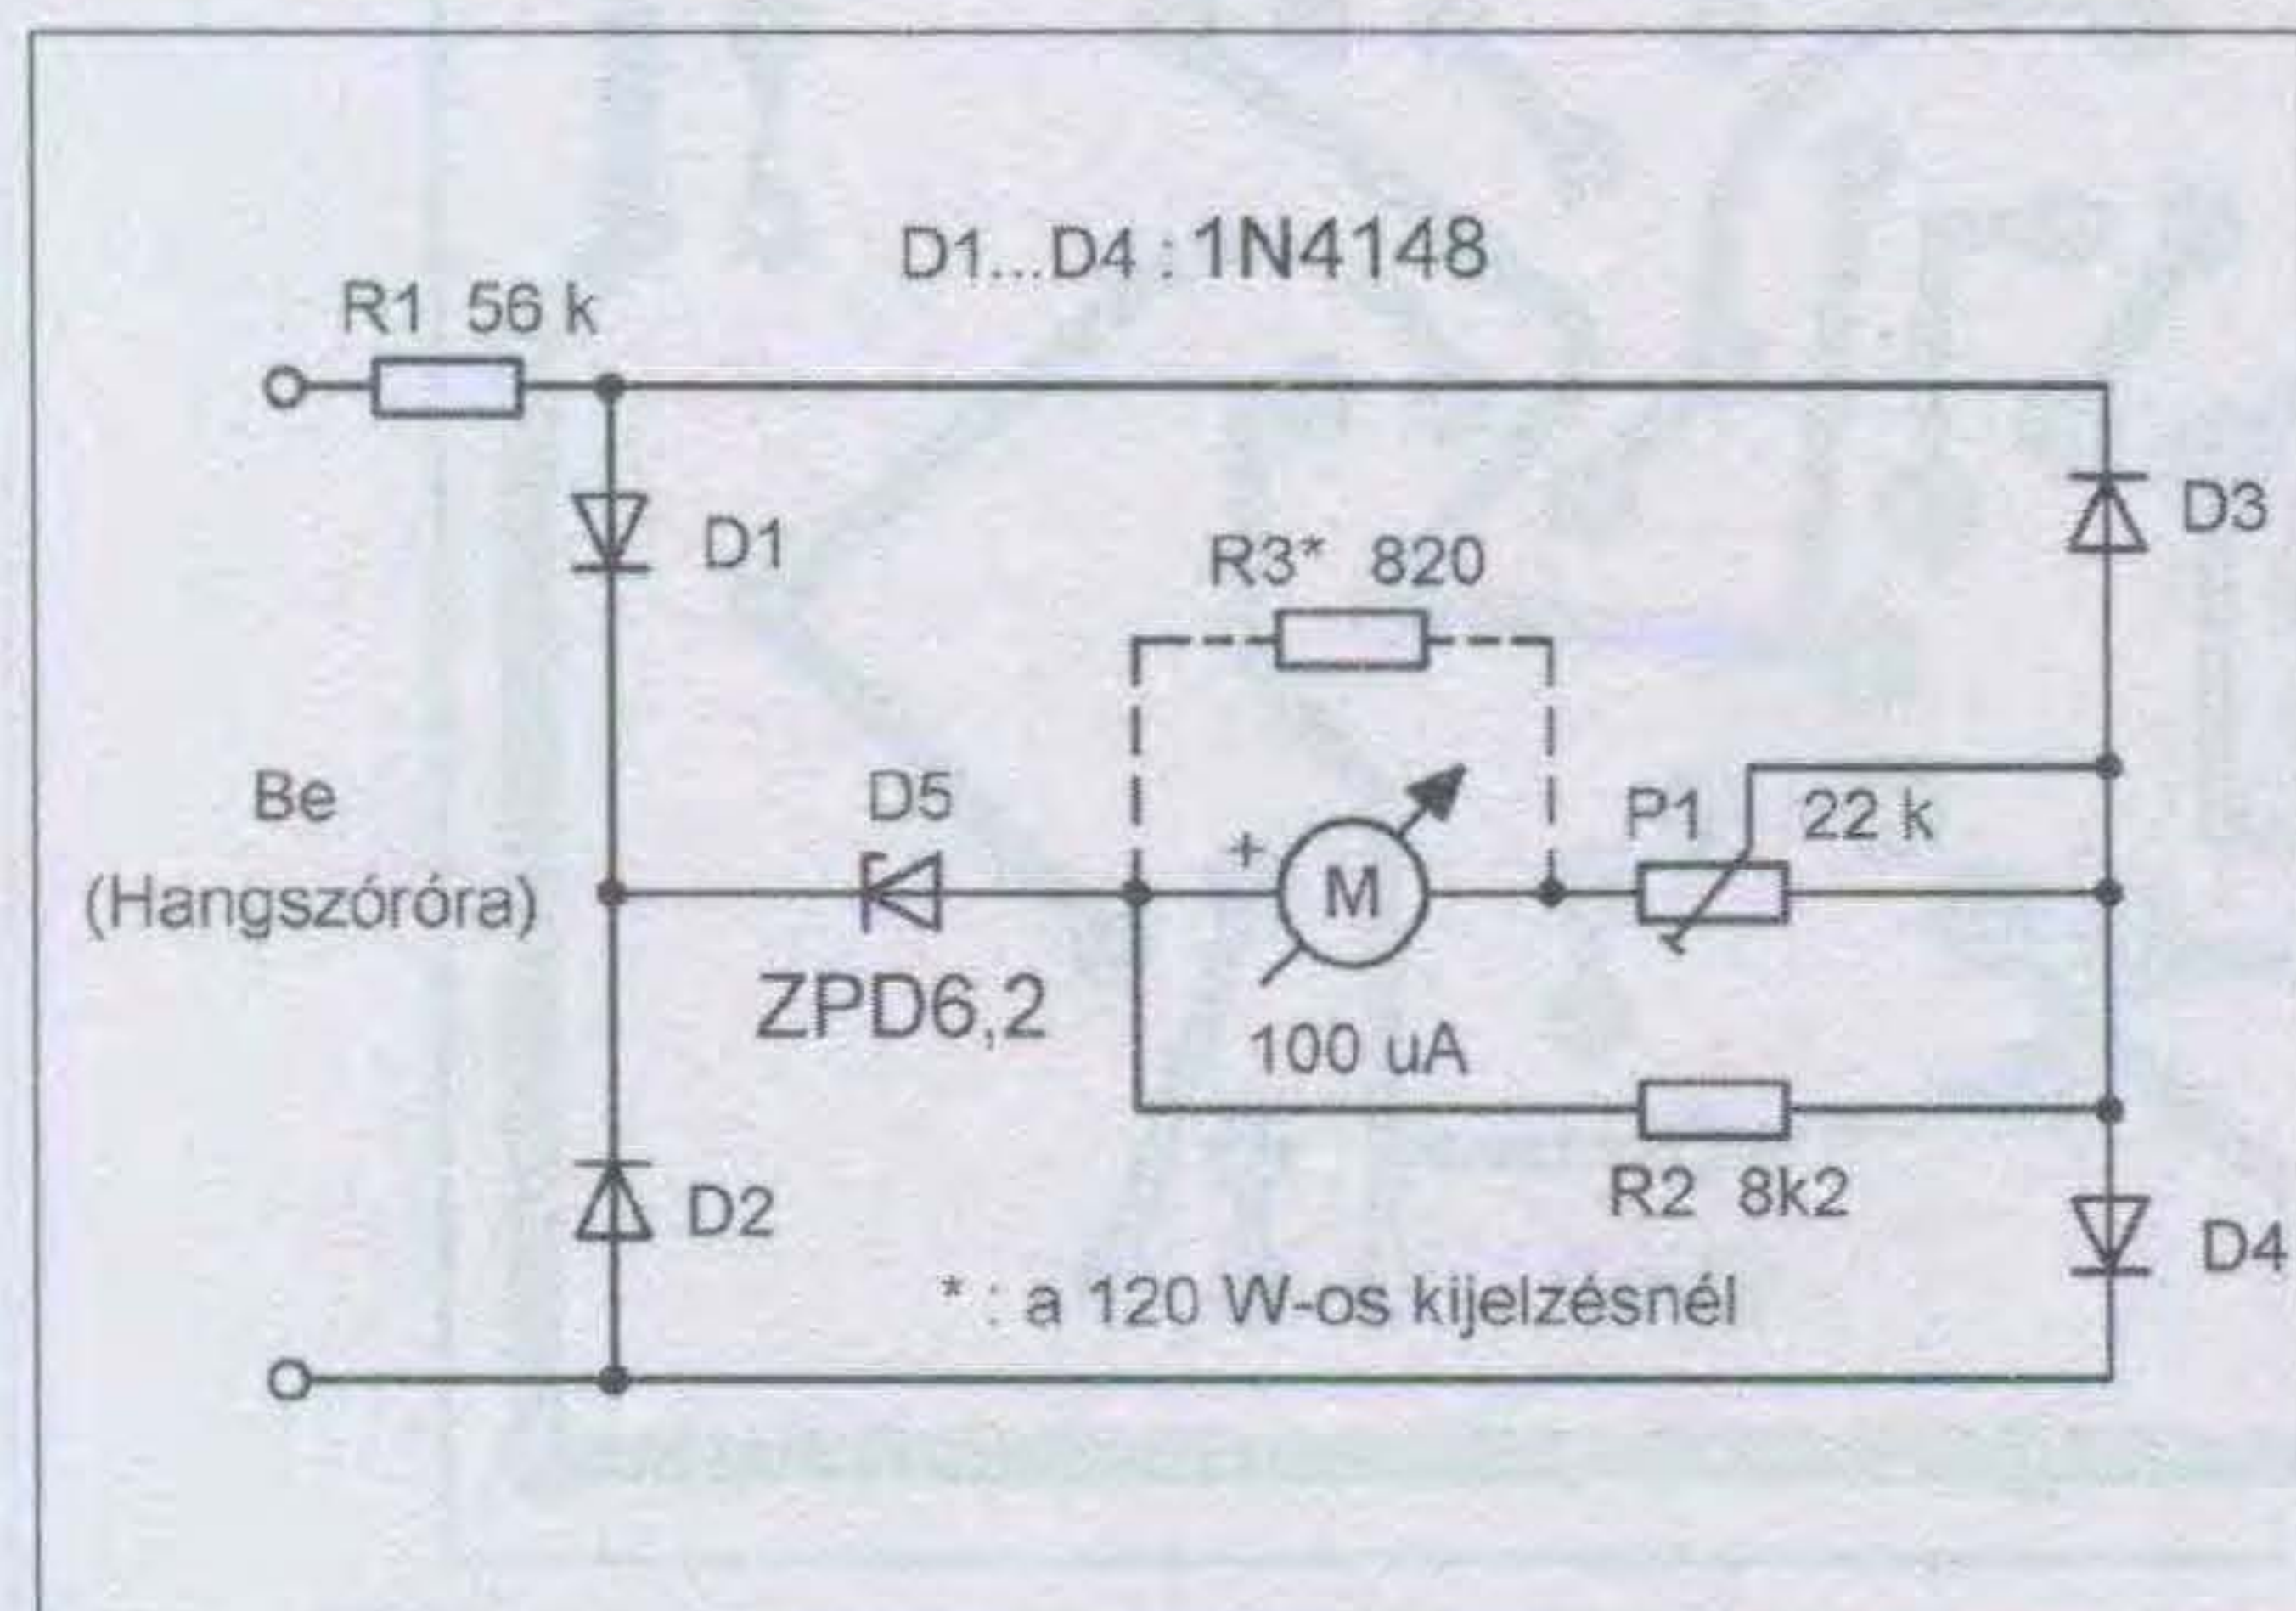 D1...D4 : 1N4148
R1 56 k
D1
D3
R3* 820
Be
(Hangszóróra)
D5
ZPD6,2
+
M
100 uA
P1 22 k
R2 8k2
D2
D4
* : a 120 W-os kijelzésnél